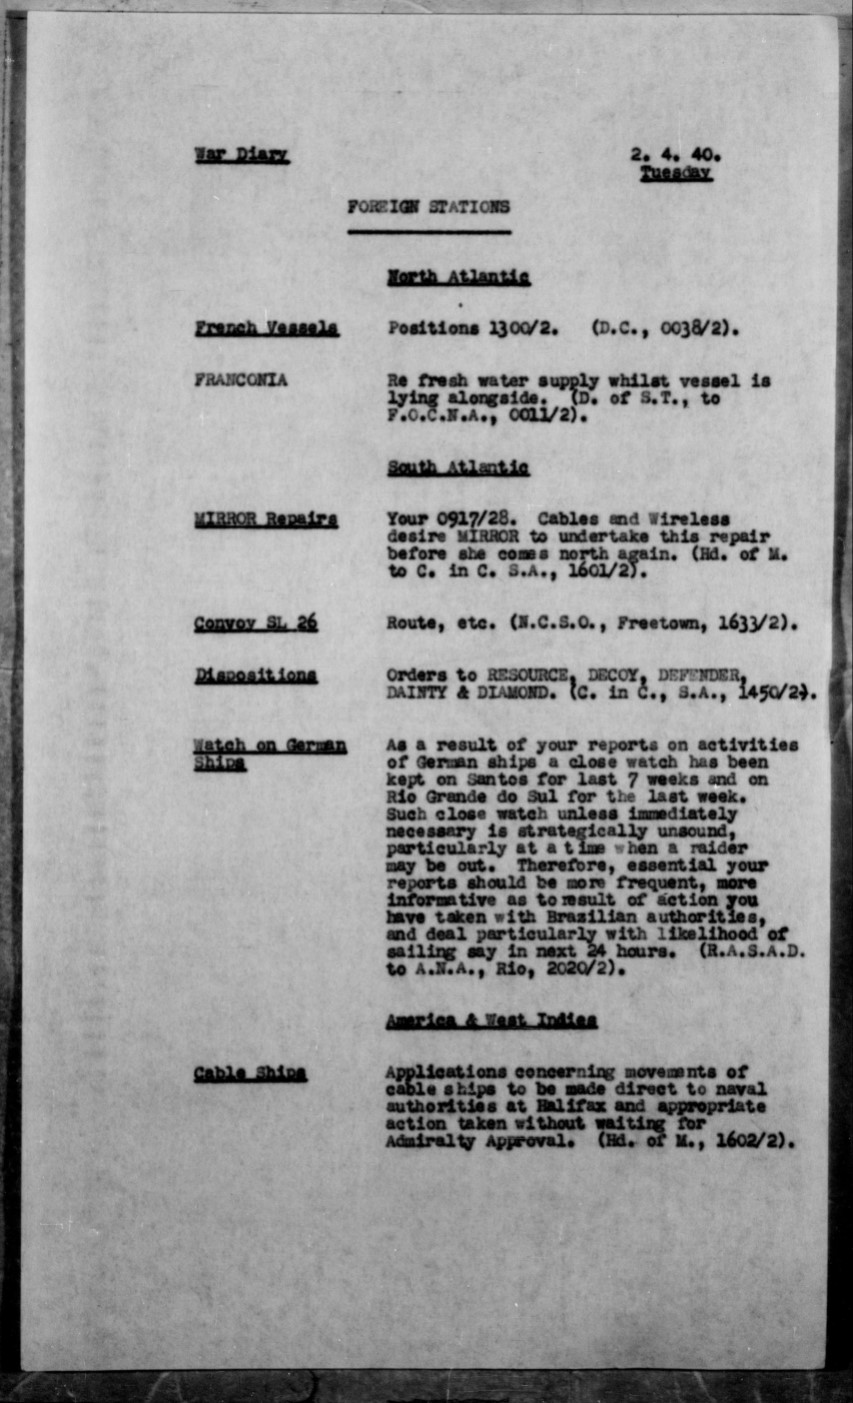 War Diary
2. 4. 40.
Tuesday
FOREIGN STATIONS
North Atlantic
French Vessels
Positions 1300/2. (D.C., 0038/2).
FRANCONIA
Re fresh water supply whilst vessel is
lying alongside. (D. of S.T., to
F.O.C.N.A., 0011/2).
South Atlantic
MIRROR Repairs
Your 0917/28. Cables and Wireless
desire MIRROR to undertake this repair
before she comes north again. (Hd. of M.
to C. in C. S.A., 1601/2).
Convoy SL 26
Route, etc. (N.C.S.O., Freetown, 1633/2).
Dispositions
Orders to RESOURCE, DECOY, DEFENDER,
DAINTY & DIAMOND. (C. in C., S.A., 1450/2).
Watch on German
Ships
As a result of your reports on activities
of German ships a close watch has been
kept on Santos for last 7 weeks and on
Rio Grande do Sul for the last week.
Such close watch unless immediately
necessary is strategically unsound,
particularly at a time when a raider
may be out. Therefore, essential your
reports should be more frequent, more
informative as to result of action you
have taken with Brazilian authorities,
and deal particularly with likelihood of
sailing say in next 24 hours. (R.A.S.A.D.
to A.N.A., Rio, 2020/2).
America & West Indies
Cable Ships
Applications concerning movements of
cable ships to be made direct to naval
authorities at Halifax and appropriate
action taken without waiting for
Admiralty Approval. (Hd. of M., 1602/2).